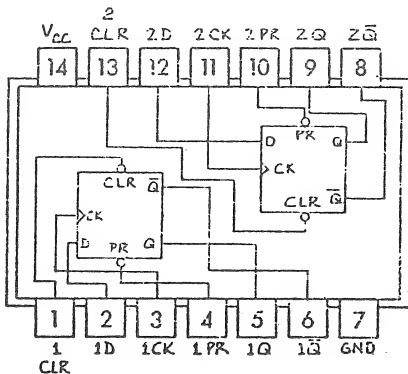 2
V_CC CLR 2D 2CK 2PR 2Q 2Q̅
14 13 12 11 10 9 8
PR
D Q
CK
CLR Q̅
CLR Q̅
CK
D PR Q
1 2 3 4 5 6 7
1 1D 1CK 1PR 1Q 1Q̅ GND
CLR